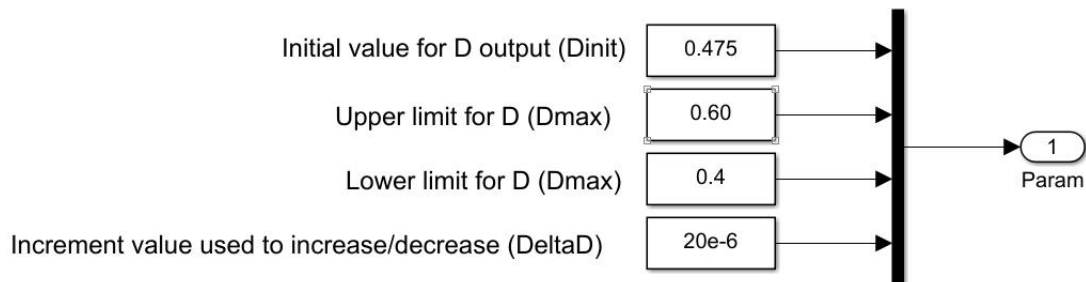 Initial value for D output (Dinit)
0.475
Upper limit for D (Dmax)
0.60
1
Lower limit for D (Dmax)
0.4
Param
Increment value used to increase/decrease (DeltaD)
20e-6